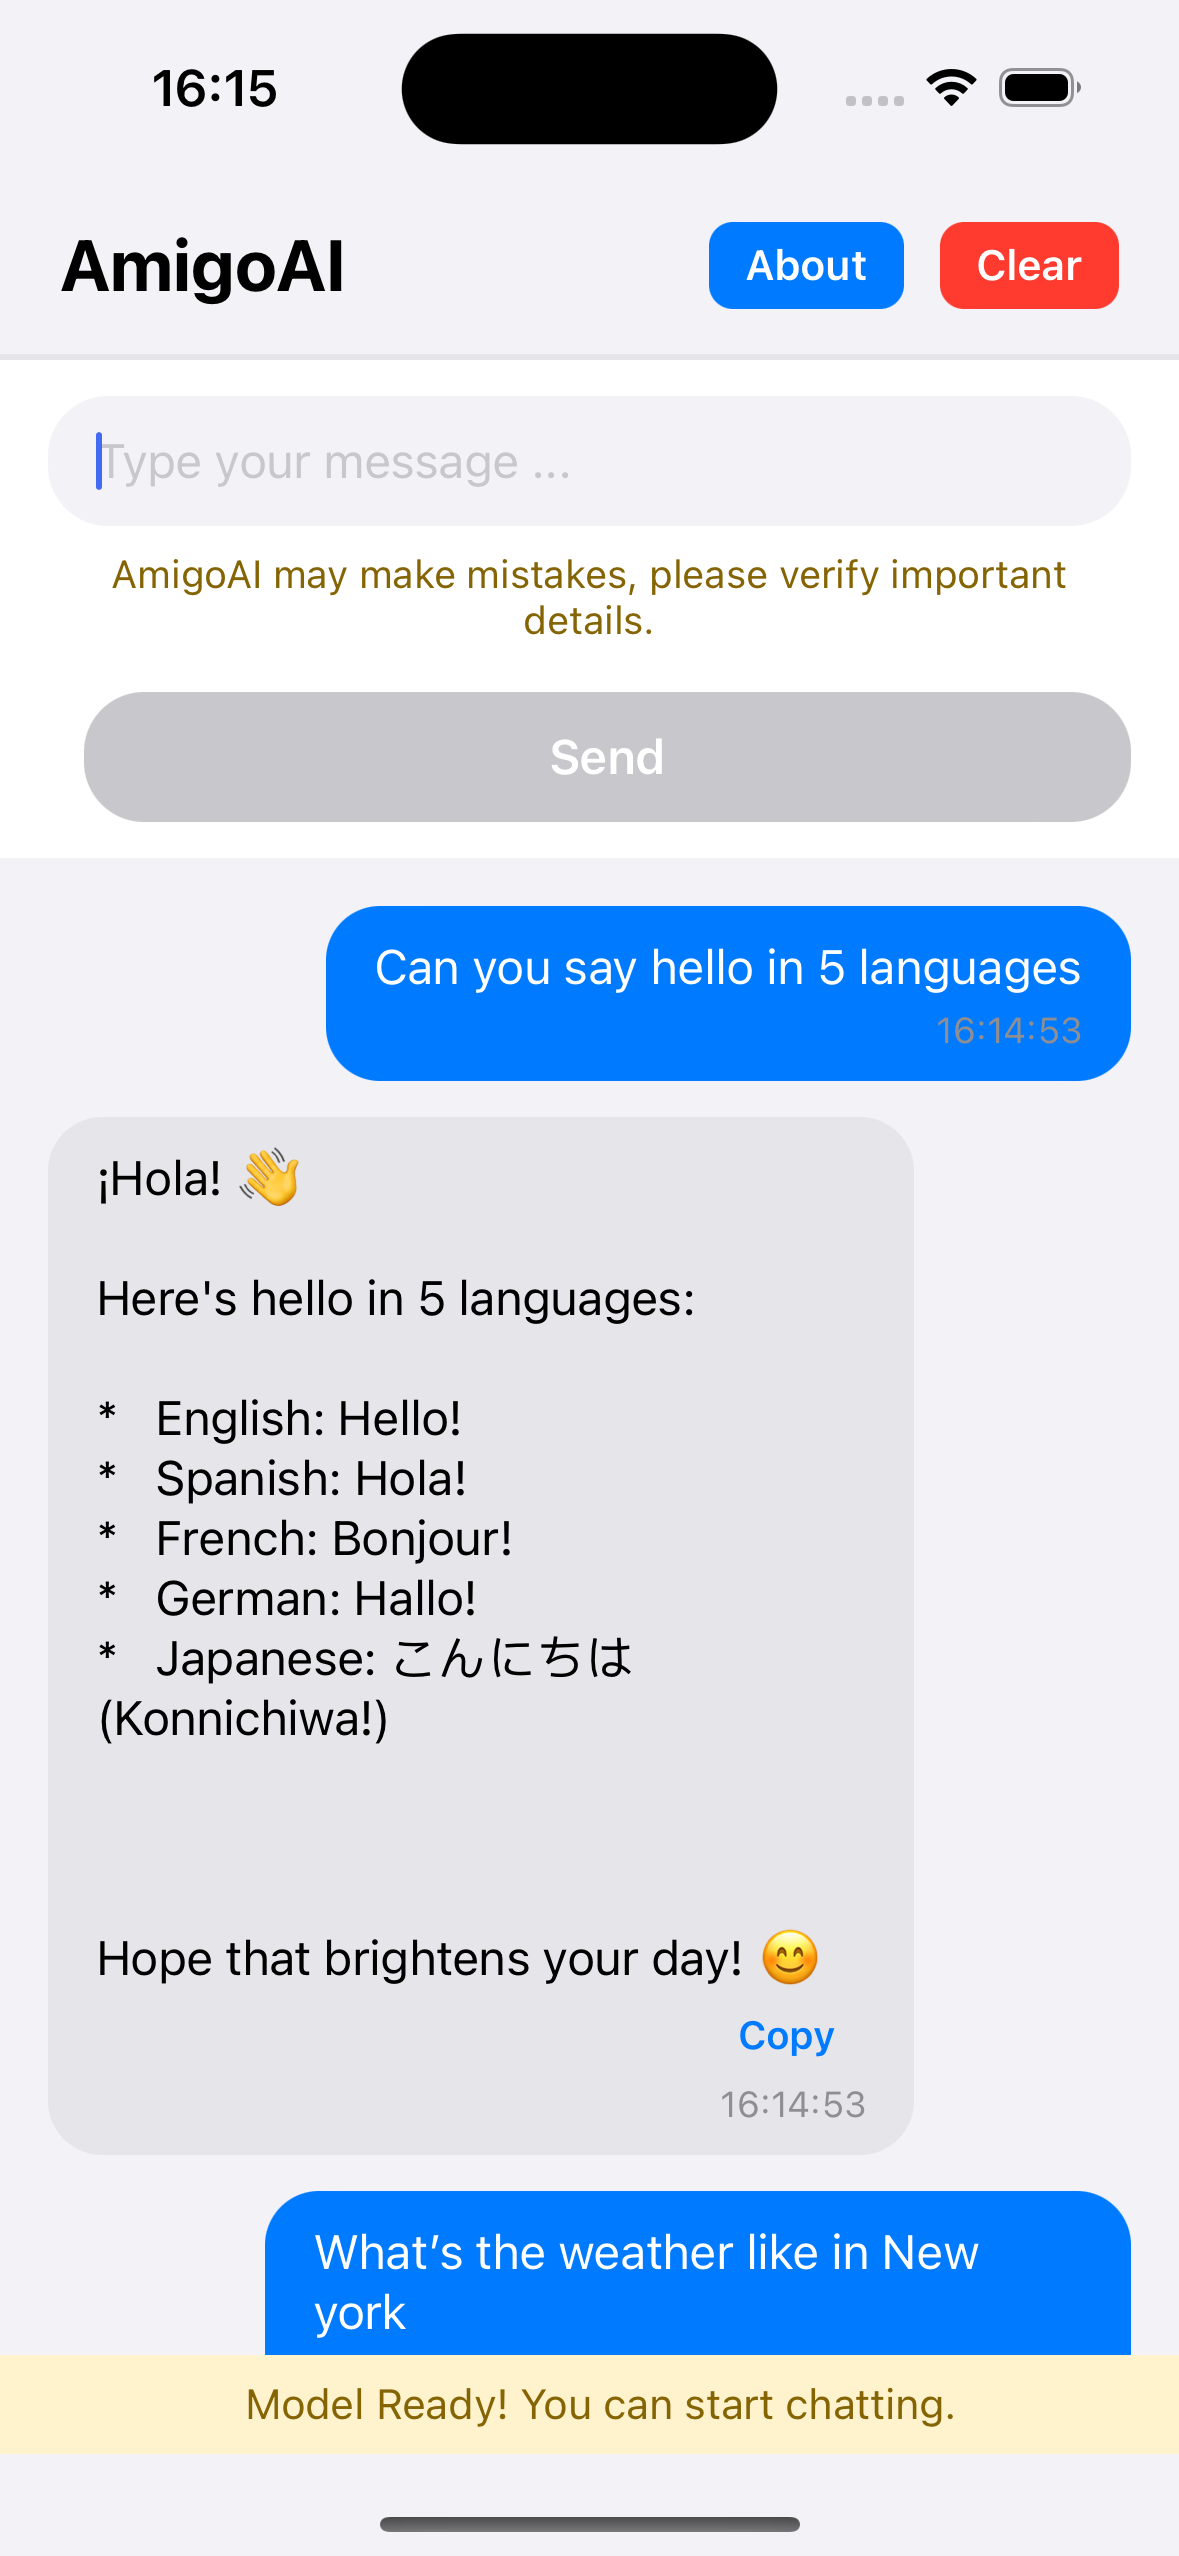 16:15
AmigoAI
About
Clear
Type your message ...
AmigoAI may make mistakes, please verify important
details.
Send
Can you say hello in 5 languages
16:14:53
¡Hola! 👋
Here's hello in 5 languages:
* English: Hello!
* Spanish: Hola!
* French: Bonjour!
* German: Hallo!
* Japanese: こんにちは
(Konnichiwa!)
Hope that brightens your day! 😊
Copy
16:14:53
What’s the weather like in New
york
Model Ready! You can start chatting.